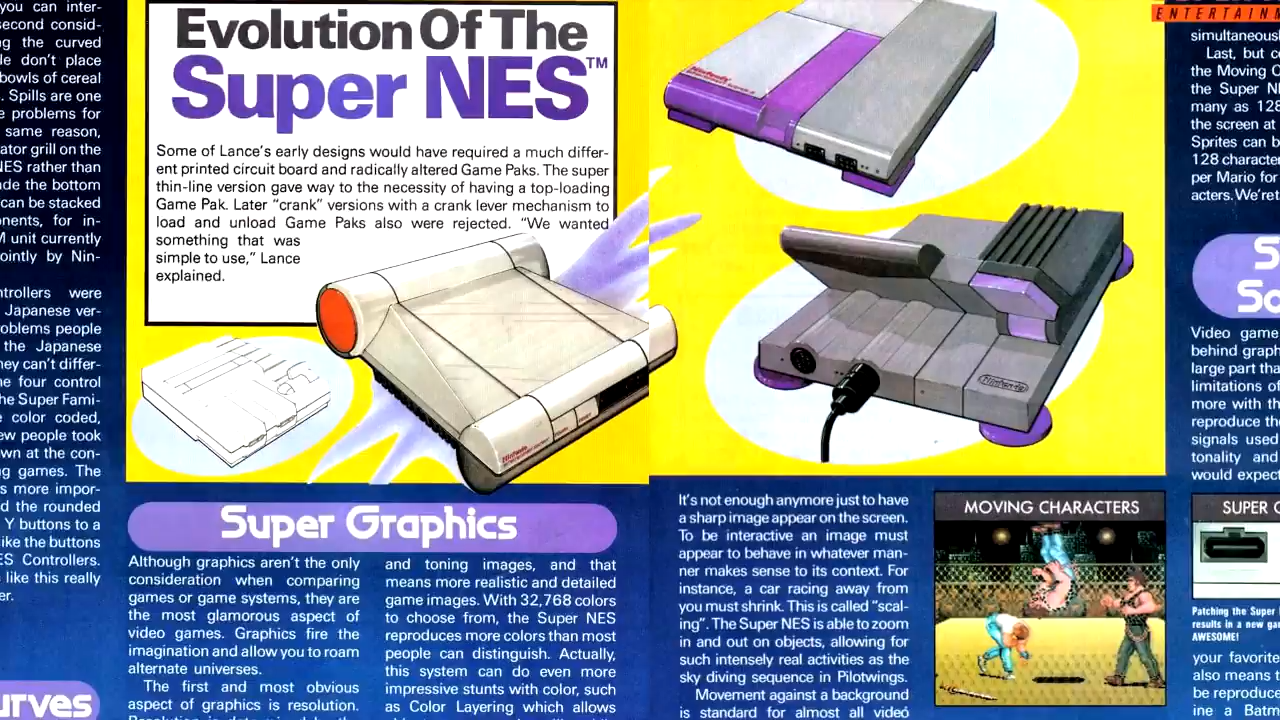 you can inter-
second consid-
ng the curved
le don't place
bowls of cereal
. Spills are one
e problems for
same reason,
ator grill on the
NES rather than
ade the bottom
can be stacked
onents, for in-
M unit currently
ointly by Nin-
ntrollers were
Japanese ver-
oblems people
the Japanese
ey can't differ-
he four control
he Super Fami-
e color coded,
ew people took
wn at the con-
ng games. The
s more impor-
d the rounded
Y buttons to a
ike the buttons
ES Controllers.
like this really
er.
urves
Evolution Of The
Super NES™
Some of Lance's early designs would have required a much differ-
ent printed circuit board and radically altered Game Paks. The super
thin-line version gave way to the necessity of having a top-loading
Game Pak. Later "crank" versions with a crank lever mechanism to
load and unload Game Paks also were rejected. "We wanted
something that was
simple to use," Lance
explained.
Nintendo
Super Graphics
Although graphics aren't the only
consideration when comparing
games or game systems, they are
the most glamorous aspect of
video games. Graphics fire the
imagination and allow you to roam
alternate universes.
The first and most obvious
aspect of graphics is resolution.
and toning images, and that
means more realistic and detailed
game images. With 32,768 colors
to choose from, the Super NES
reproduces more colors than most
people can distinguish. Actually,
this system can do even more
impressive stunts with color, such
as Color Layering which allows
It's not enough anymore just to have
a sharp image appear on the screen.
To be interactive an image must
appear to behave in whatever man-
ner makes sense to its context. For
instance, a car racing away from
you must shrink. This is called "scal-
ing". The Super NES is able to zoom
in and out on objects, allowing for
such intensely real activities as the
sky diving sequence in Pilotwings.
Movement against a background
is standard for almost all video
MOVING CHARACTERS
ENTERTAINM
simultaneousl
Last, but c
the Moving C
the Super N
many as 128
the screen at
Sprites can b
128 character
per Mario for
acters. We're t
S
So
Video game
behind graph
large part tha
limitations of
more with th
reproduce the
signals used
tonality and
would expect
SUPER C
Patching the Super
results in a new ga
AWESOME!
your favorite
also means t
be reproduce
ine a Batm